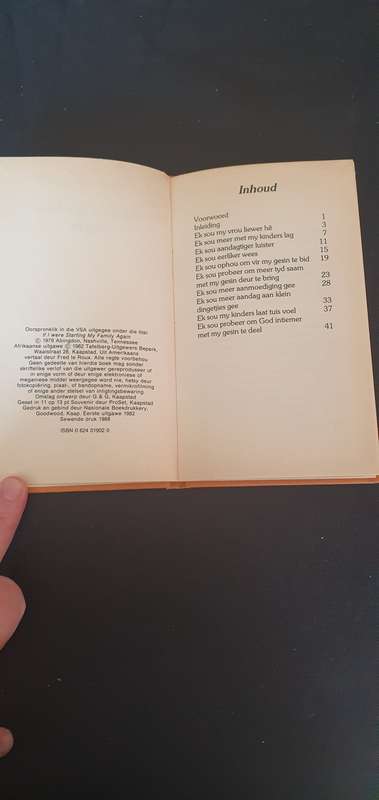 Oorspronklik in die VSA uitgegee onder die titel
If I were Starting My Family Again
© 1979 Abingdon, Nashville, Tennessee
Afrikaanse uitgawe © 1982 Tafelberg-Uitgewers Beperk,
Waalstraat 28, Kaapstad. Uit Amerikaans
vertaal deur Fred le Roux. Alle regte voorbehou
Geen gedeelte van hierdie boek mag sonder
skriftelike verlof van die uitgewer gereproduseer of
in enige vorm of deur enige elektroniese of
meganiese middel weergegee word nie, hetsy deur
fotokopiëring, plaat-, of bandopname, vermikrofilming
of enige ander stelsel van inligtingsbewaring
Omslag ontwerp deur G & G, Kaapstad
Geset in 11 op 13 pt Souvenir deur ProSet, Kaapstad
Gedruk en gebind deur Nasionale Boekdrukkery,
Goodwood, Kaap. Eerste uitgawe 1982
Sewende druk 1988
ISBN 0 624 01902 0
Inhoud
Voorwoord 1
Inleiding 3
Ek sou my vrou liewer hê 7
Ek sou meer met my kinders lag 11
Ek sou aandagtiger luister 15
Ek sou eerliker wees 19
Ek sou ophou om vir my gesin te bid
Ek sou probeer om meer tyd saam
met my gesin deur te bring 23
Ek sou meer aanmoediging gee 28
Ek sou meer aandag aan klein
dingetjies gee 33
Ek sou my kinders laat tuis voel 37
Ek sou probeer om God intiemer
met my gesin te deel 41